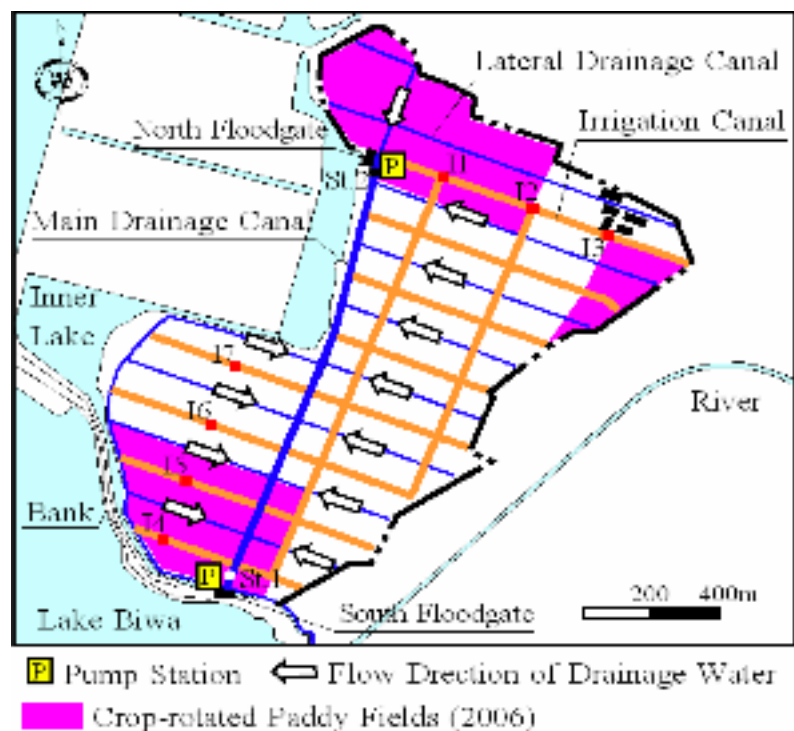 Lateral Drainage Canal
North Floodgate
Irrigation Canal
P
St.2
I1
I2
Main Drainage Canal
I3
Inner
Lake
I7
River
I6
I5
Bank
I4
P
St.1
200 400m
Lake Biwa
South Floodgate
P Pump Station
Flow Direction of Drainage Water
Crop-rotated Paddy Fields (2006)